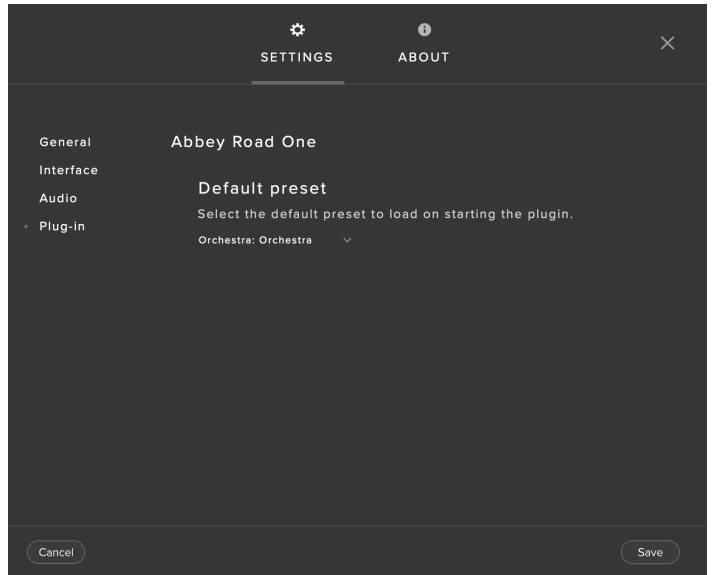 SETTINGS
ABOUT
General
Interface
Audio
Plug-in
Abbey Road One
Default preset
Select the default preset to load on starting the plugin.
Orchestra: Orchestra
Cancel
Save